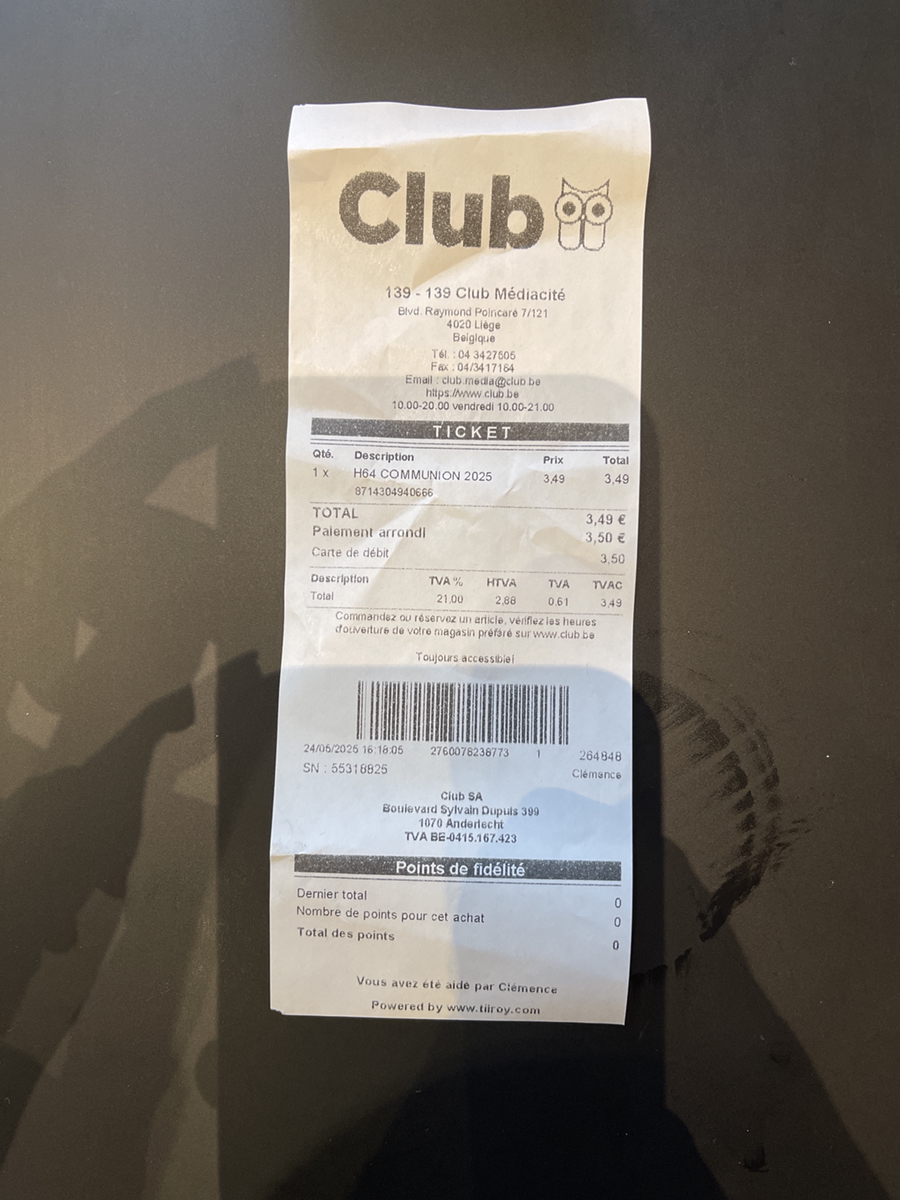 Club
139 - 139 Club Médiacité
Blvd. Raymond Poincaré 7/121
4020 Liège
Belgique
Tél. : 04 3427605
Fax : 04/3417164
Email : club.media@club.be
https://www.club.be
10.00-20.00 vendredi 10.00-21.00
TICKET
Qté. Description Prix Total
1 x H64 COMMUNION 2025 3,49 3,49
8714304940666
TOTAL 3,49 €
Paiement arrondi 3,50 €
Carte de débit 3,50
Description TVA % HTVA TVA TVAC
Total 21,00 2,88 0,61 3,49
Commandez ou réservez un article, vérifiez les heures
d'ouverture de votre magasin préféré sur www.club.be
Toujours accessible!
24/05/2025 16:18:05 2760078238773 1 264848
SN : 55318825 Clémence
Club SA
Boulevard Sylvain Dupuis 399
1070 Anderlecht
TVA BE-0415.167.423
Points de fidélité
Dernier total 0
Nombre de points pour cet achat 0
Total des points 0
Vous avez été aidé par Clémence
Powered by www.tilroy.com